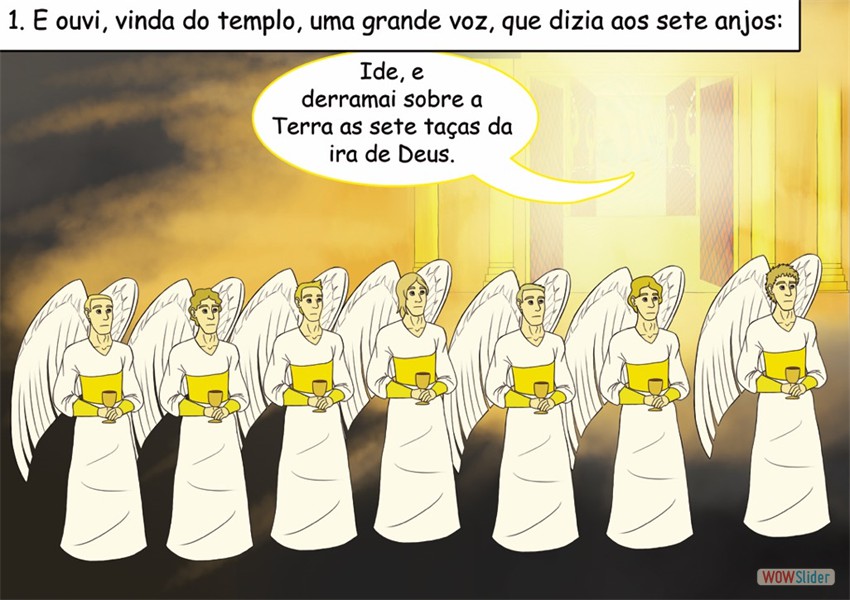 1. E ouvi, vinda do templo, uma grande voz, que dizia aos sete anjos:
Ide, e
derramai sobre a
Terra as sete taças da
ira de Deus.
WOWSlider